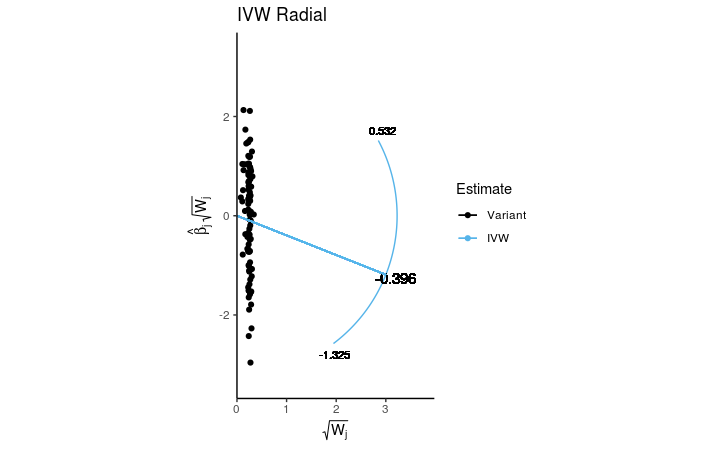 IVW Radial
2
0
-2
β̂j√Wj
0.532
-0.396
-1.325
0
1
2
3
√Wj
Estimate
Variant
IVW